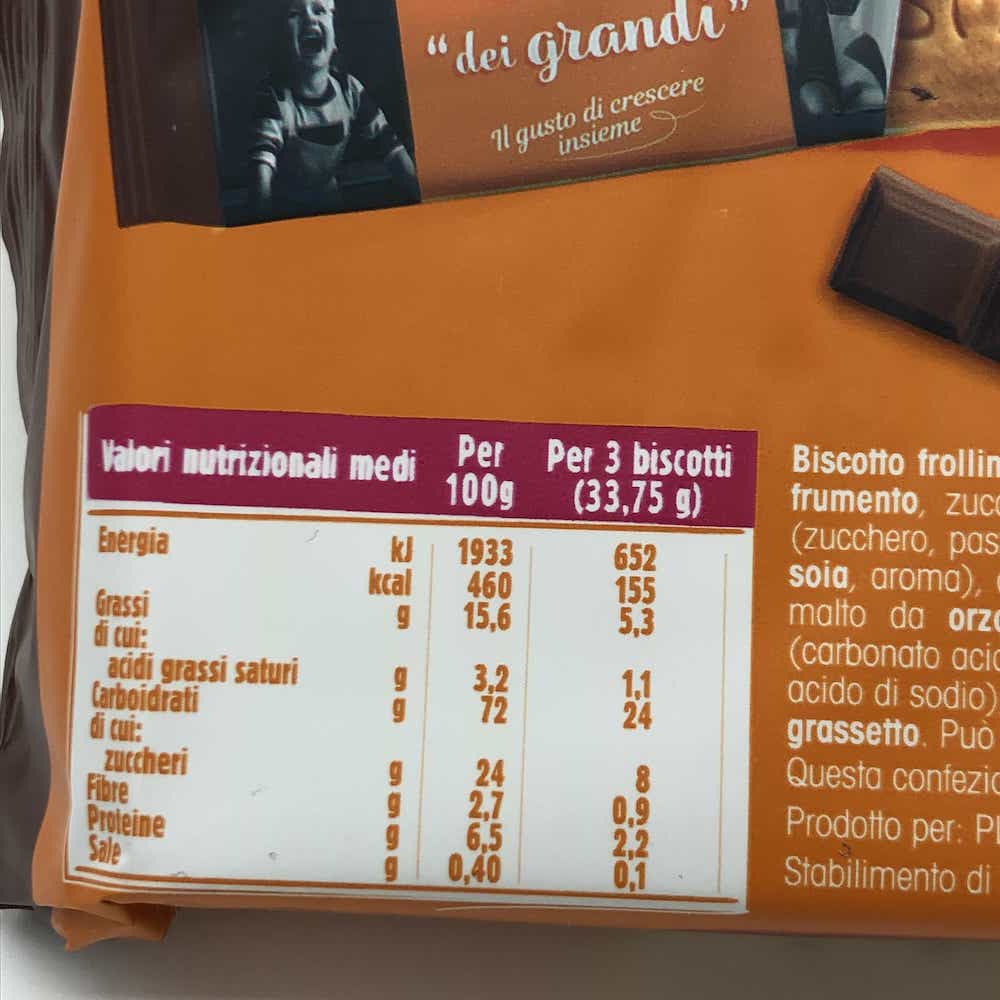 “dei grandi”
Il gusto di crescere
insieme
Valori nutrizionali medi Per 100g Per 3 biscotti (33,75 g)
Energia kJ 1933 652
kcal 460 155
Grassi g 15,6 5,3
di cui:
acidi grassi saturi g 3,2 1,1
Carboidrati g 72 24
di cui:
zuccheri g 24 8
Fibre g 2,7 0,9
Proteine g 6,5 2,2
Sale g 0,40 0,1
Biscotto frollin
frumento, zucc
(zucchero, pas
soia, aroma),
malto da orzo
(carbonato acid
acido di sodio)
grassetto. Può
Questa confezio
Prodotto per: Pl
Stabilimento di